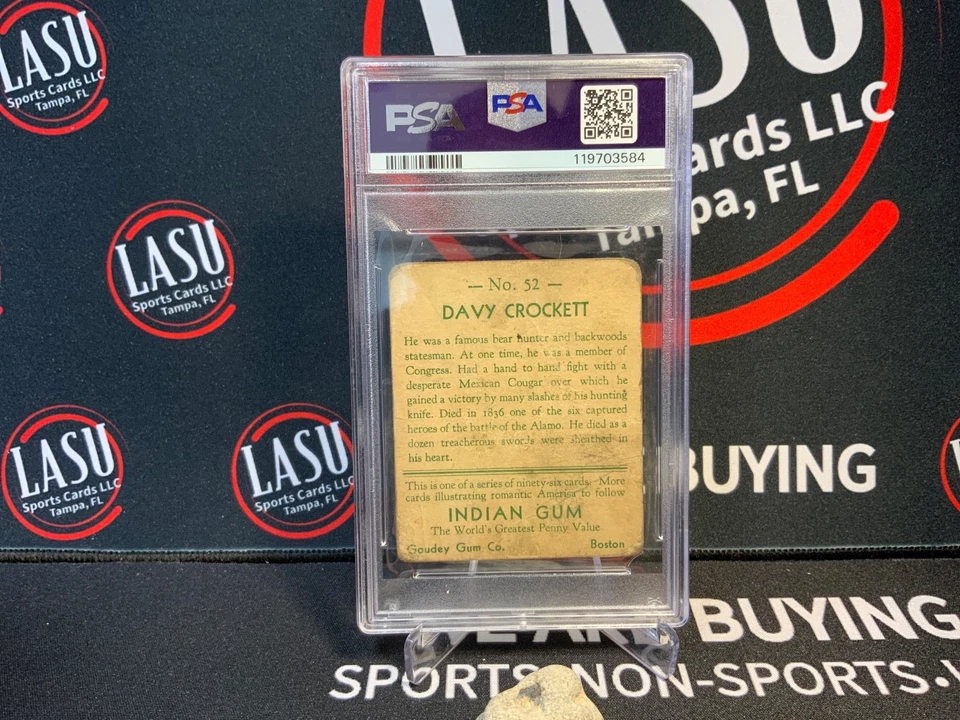 LASU
Sports Cards LLC
Tampa, FL
LASU
ards LLC
Tampa, FL
PSA
PSA
119703584
LASU
Sports Cards LLC
Tampa, FL
— No. 52 —
DAVY CROCKETT
He was a famous bear hunter and backwoods
statesman. At one time, he was a member of
Congress. Had a hand to hand fight with a
desperate Mexican Cougar over which he
gained a victory by many slashes of his hunting
knife. Died in 1836 one of the six captured
heroes of the battle of the Alamo. He died as a
dozen treacherous swords were sheathed in
his heart.
This is one of a series of ninety-six cards. More
cards illustrating romantic America to follow
INDIAN GUM
The World's Greatest Penny Value
Goudey Gum Co. Boston
LASU
Sports Cards LLC
Tampa, FL
LASU
Sports Cards LLC
Tampa, FL
BUYING
WE ARE BUYING
SPORTS NON-SPORTS.